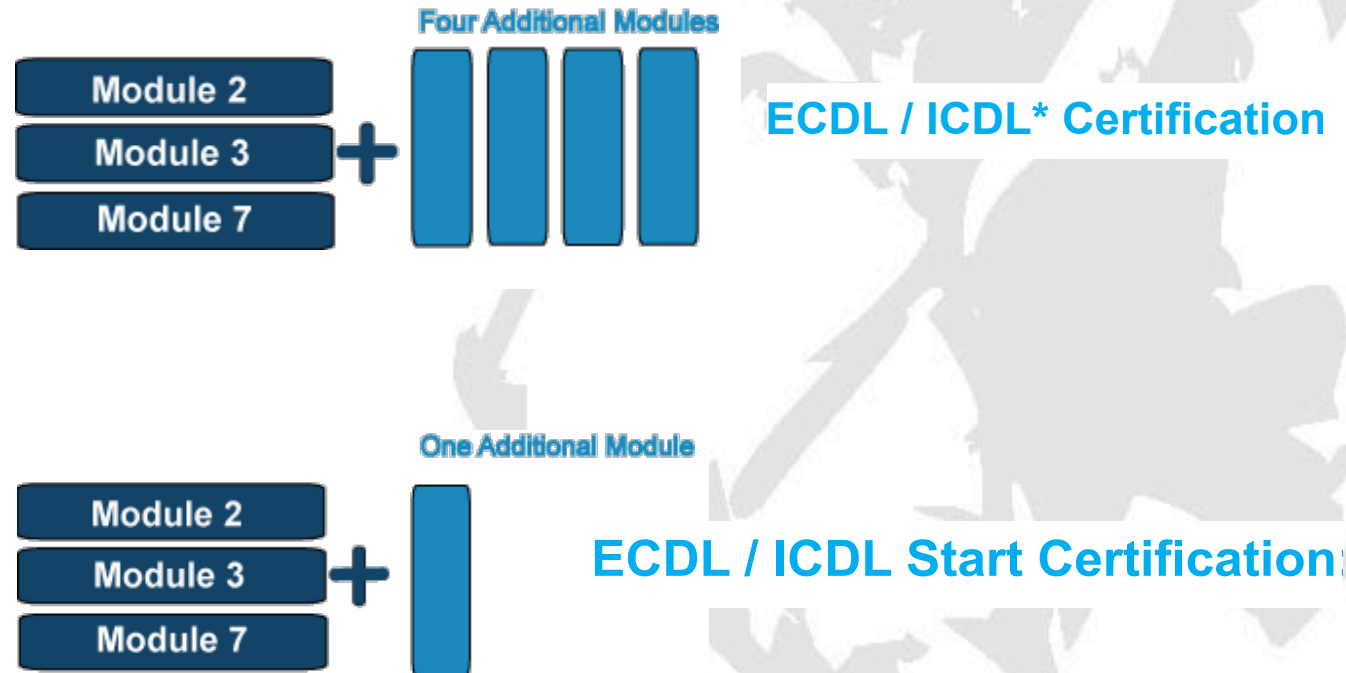 Four Additional Modules
Module 2
Module 3
Module 7
+
ECDL / ICDL* Certification
One Additional Module
Module 2
Module 3
Module 7
+
ECDL / ICDL Start Certification: